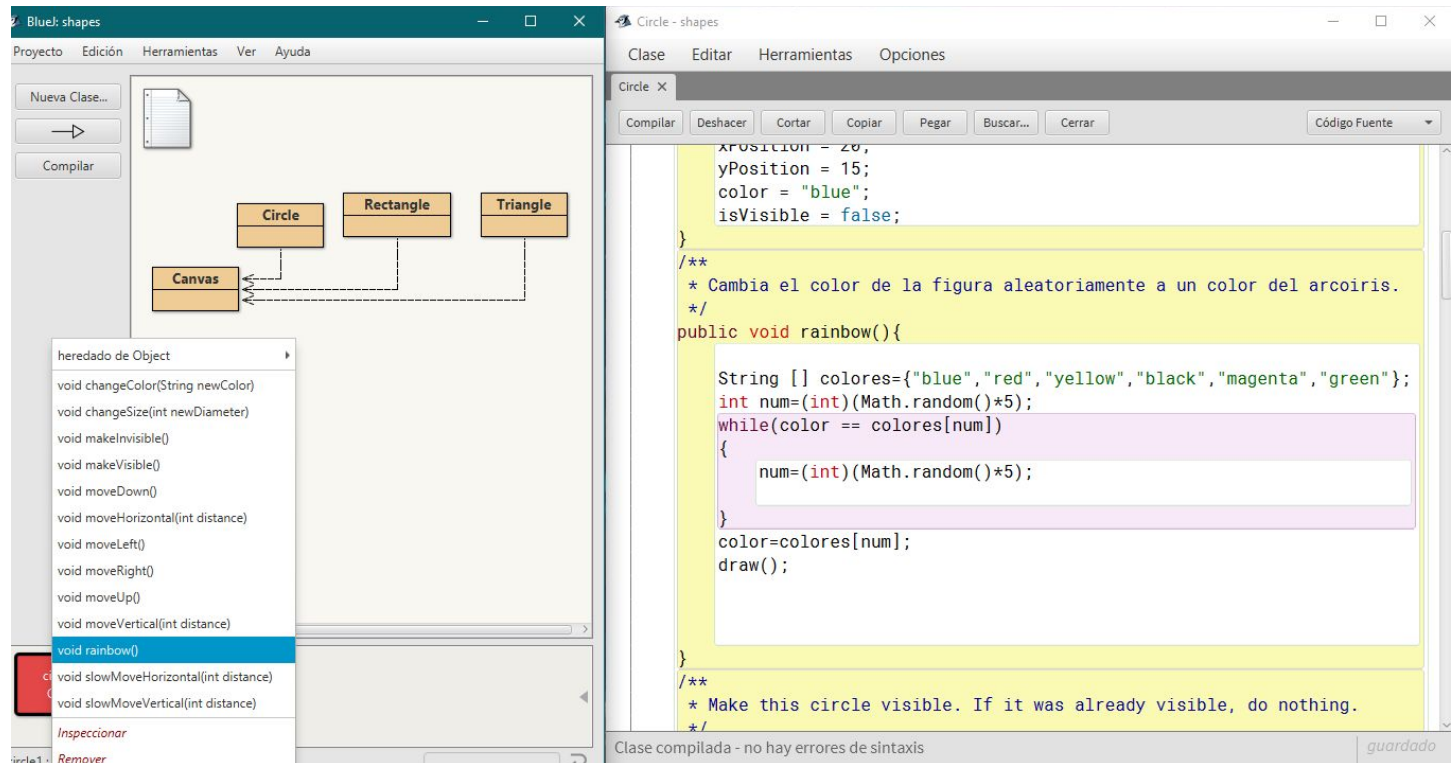 BlueJ: shapes
Proyecto Edición Herramientas Ver Ayuda
Nueva Clase...
Compilar
Circle
Rectangle
Triangle
Canvas
heredado de Object
void changeColor(String newColor)
void changeSize(int newDiameter)
void makeInvisible()
void makeVisible()
void moveDown()
void moveHorizontal(int distance)
void moveLeft()
void moveRight()
void moveUp()
void moveVertical(int distance)
void rainbow()
void slowMoveHorizontal(int distance)
void slowMoveVertical(int distance)
Inspeccionar
Remover
Circle - shapes
Clase Editar Herramientas Opciones
Circle
Compilar Deshacer Cortar Copiar Pegar Buscar... Cerrar Código Fuente
xPosition = 20;
yPosition = 15;
color = "blue";
isVisible = false;
}
/**
* Cambia el color de la figura aleatoriamente a un color del arcoiris.
*/
public void rainbow(){
String [] colores={"blue","red","yellow","black","magenta","green"};
int num=(int)(Math.random()*5);
while(color == colores[num])
{
num=(int)(Math.random()*5);
}
color=colores[num];
draw();
}
/**
* Make this circle visible. If it was already visible, do nothing.
*/
Clase compilada - no hay errores de sintaxis
guardado